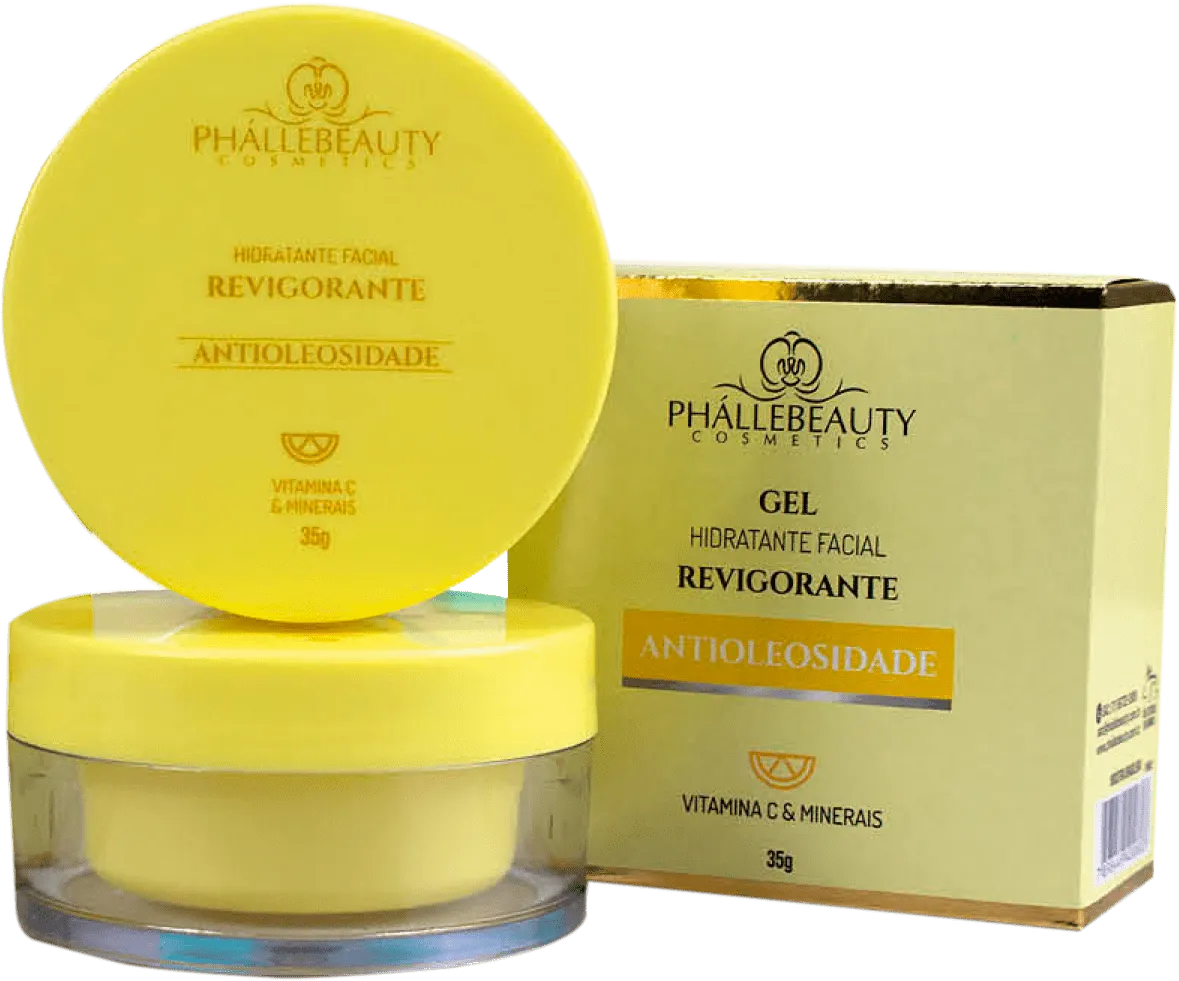 PHÁLLEBEAUTY
COSMETICS
HIDRATANTE FACIAL
REVIGORANTE
ANTIOLEOSIDADE
VITAMINA C
& MINERAIS
35g
PHÁLLEBEAUTY
COSMETICS
GEL
HIDRATANTE FACIAL
REVIGORANTE
ANTIOLEOSIDADE
VITAMINA C & MINERAIS
35g